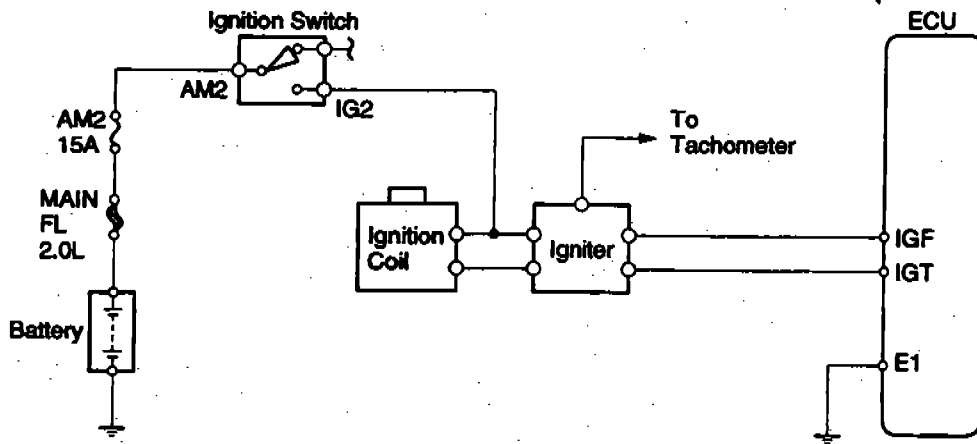 Ignition Switch
ECU
AM2
IG2
AM2
15A
To
Tachometer
MAIN
FL
2.0L
Ignition
Coil
Igniter
IGF
IGT
Battery
E1